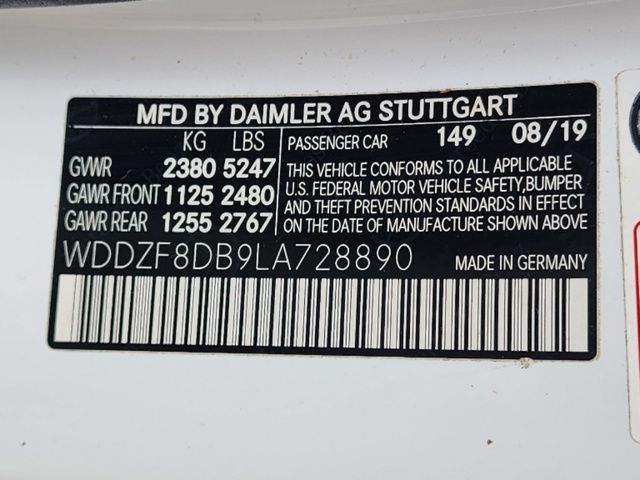 MFD BY DAIMLER AG STUTTGART
KG LBS
GVWR 2380 5247
GAWR FRONT 1125 2480
GAWR REAR 1255 2767
PASSENGER CAR 149 08/19
THIS VEHICLE CONFORMS TO ALL APPLICABLE
U.S. FEDERAL MOTOR VEHICLE SAFETY,BUMPER
AND THEFT PREVENTION STANDARDS IN EFFECT
ON THE DATE OF MANUFACTURE SHOWN ABOVE.
WDDZF8DB9LA728890
MADE IN GERMANY